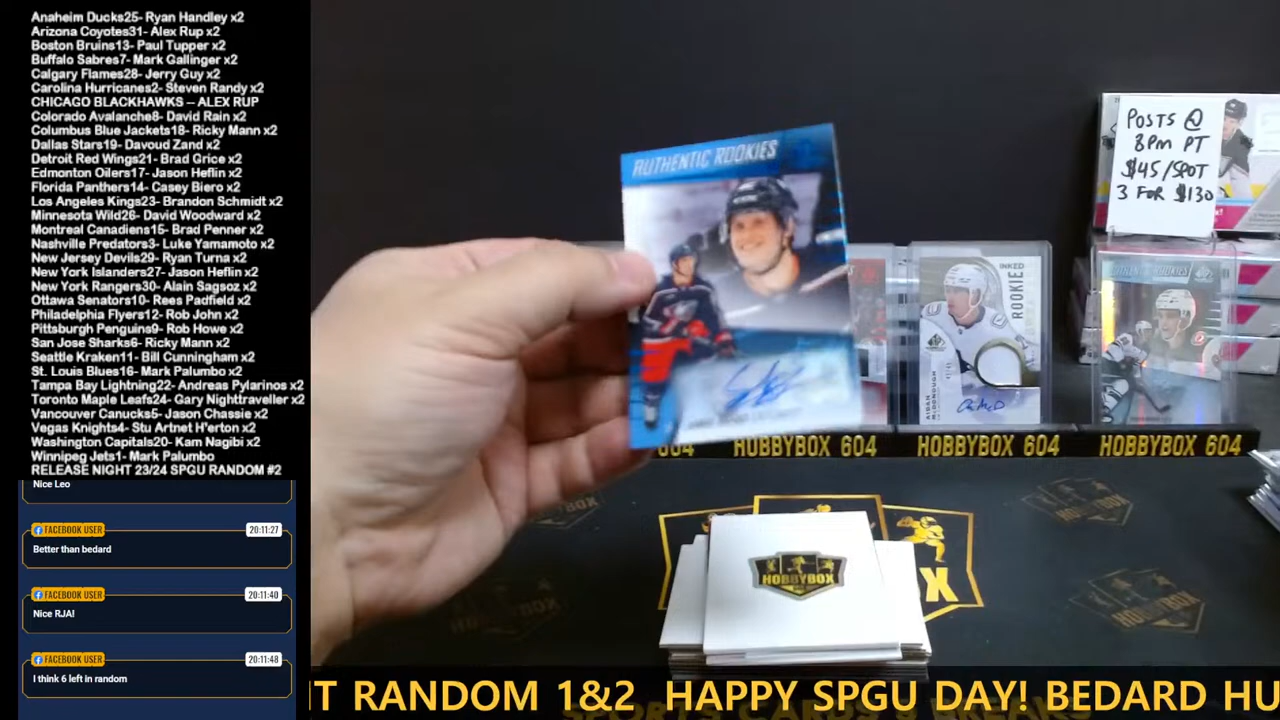 Anaheim Ducks25- Ryan Handley x2
Arizona Coyotes31- Alex Rup x2
Boston Bruins13- Paul Tupper x2
Buffalo Sabres7- Mark Gallinger x2
Calgary Flames28- Jerry Guy x2
Carolina Hurricanes2- Steven Randy x2
CHICAGO BLACKHAWKS -- ALEX RUP
Colorado Avalanche8- David Rain x2
Columbus Blue Jackets18- Ricky Mann x2
Dallas Stars19- Davoud Zand x2
Detroit Red Wings21- Brad Grice x2
Edmonton Oilers17- Jason Heflin x2
Florida Panthers14- Casey Biero x2
Los Angeles Kings23- Brandon Schmidt x2
Minnesota Wild26- David Woodward x2
Montreal Canadiens15- Brad Penner x2
Nashville Predators3- Luke Yamamoto x2
New Jersey Devils29- Ryan Turna x2
New York Islanders27- Jason Heflin x2
New York Rangers30- Alain Sagsoz x2
Ottawa Senators10- Rees Padfield x2
Philadelphia Flyers12- Rob John x2
Pittsburgh Penguins9- Rob Howe x2
San Jose Sharks6- Ricky Mann x2
Seattle Kraken11- Bill Cunningham x2
St. Louis Blues16- Mark Palumbo x2
Tampa Bay Lightning22- Andreas Pylarinos x2
Toronto Maple Leafs24- Gary Nighttraveller x2
Vancouver Canucks5- Jason Chassie x2
Vegas Knights4- Stu Artnet H'erton x2
Washington Capitals20- Kam Nagibi x2
Winnipeg Jets1- Mark Palumbo
RELEASE NIGHT 23/24 SPGU RANDOM #2
Nice Leo
FACEBOOK USER 20:11:27
Better than bedard
FACEBOOK USER 20:11:40
Nice RJA!
FACEBOOK USER 20:11:48
I think 6 left in random
AUTHENTIC ROOKIES
POSTS @
8PM PT
$45/SPOT
3 FOR $130
INKED
ROOKIE
AUTHENTIC ROOKIES
604 HOBBYBOX 604 HOBBYBOX 604 HOBBYBOX 604
HOBBYBOX
IT RANDOM 1&2 HAPPY SPGU DAY! BEDARD HU